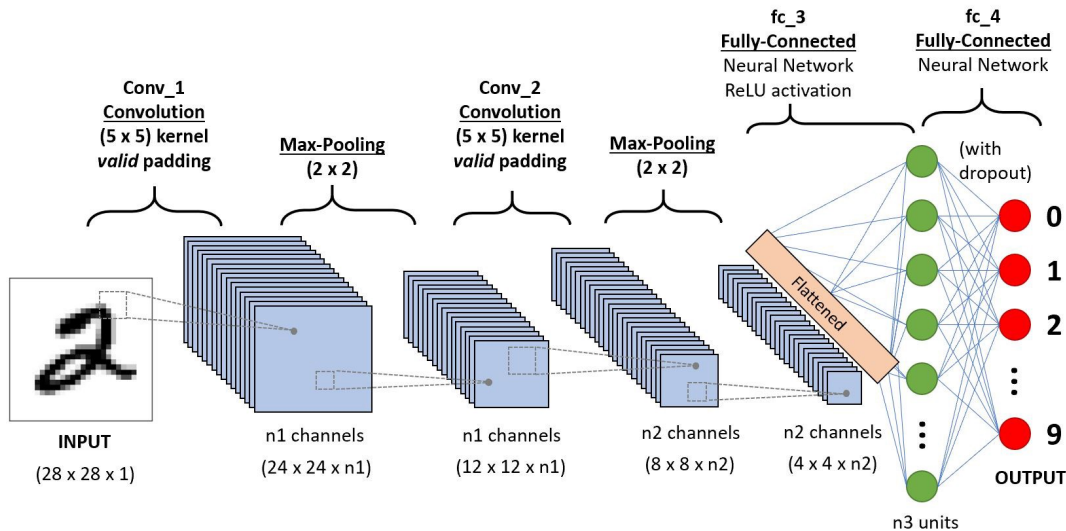 Conv_1
Convolution
(5 x 5) kernel
valid padding
Max-Pooling
(2 x 2)
Conv_2
Convolution
(5 x 5) kernel
valid padding
Max-Pooling
(2 x 2)
fc_3
Fully-Connected
Neural Network
ReLU activation
fc_4
Fully-Connected
Neural Network
(with
dropout)
Flattened
0
1
2
9
2
INPUT
(28 x 28 x 1)
n1 channels
(24 x 24 x n1)
n1 channels
(12 x 12 x n1)
n2 channels
(8 x 8 x n2)
n2 channels
(4 x 4 x n2)
OUTPUT
n3 units